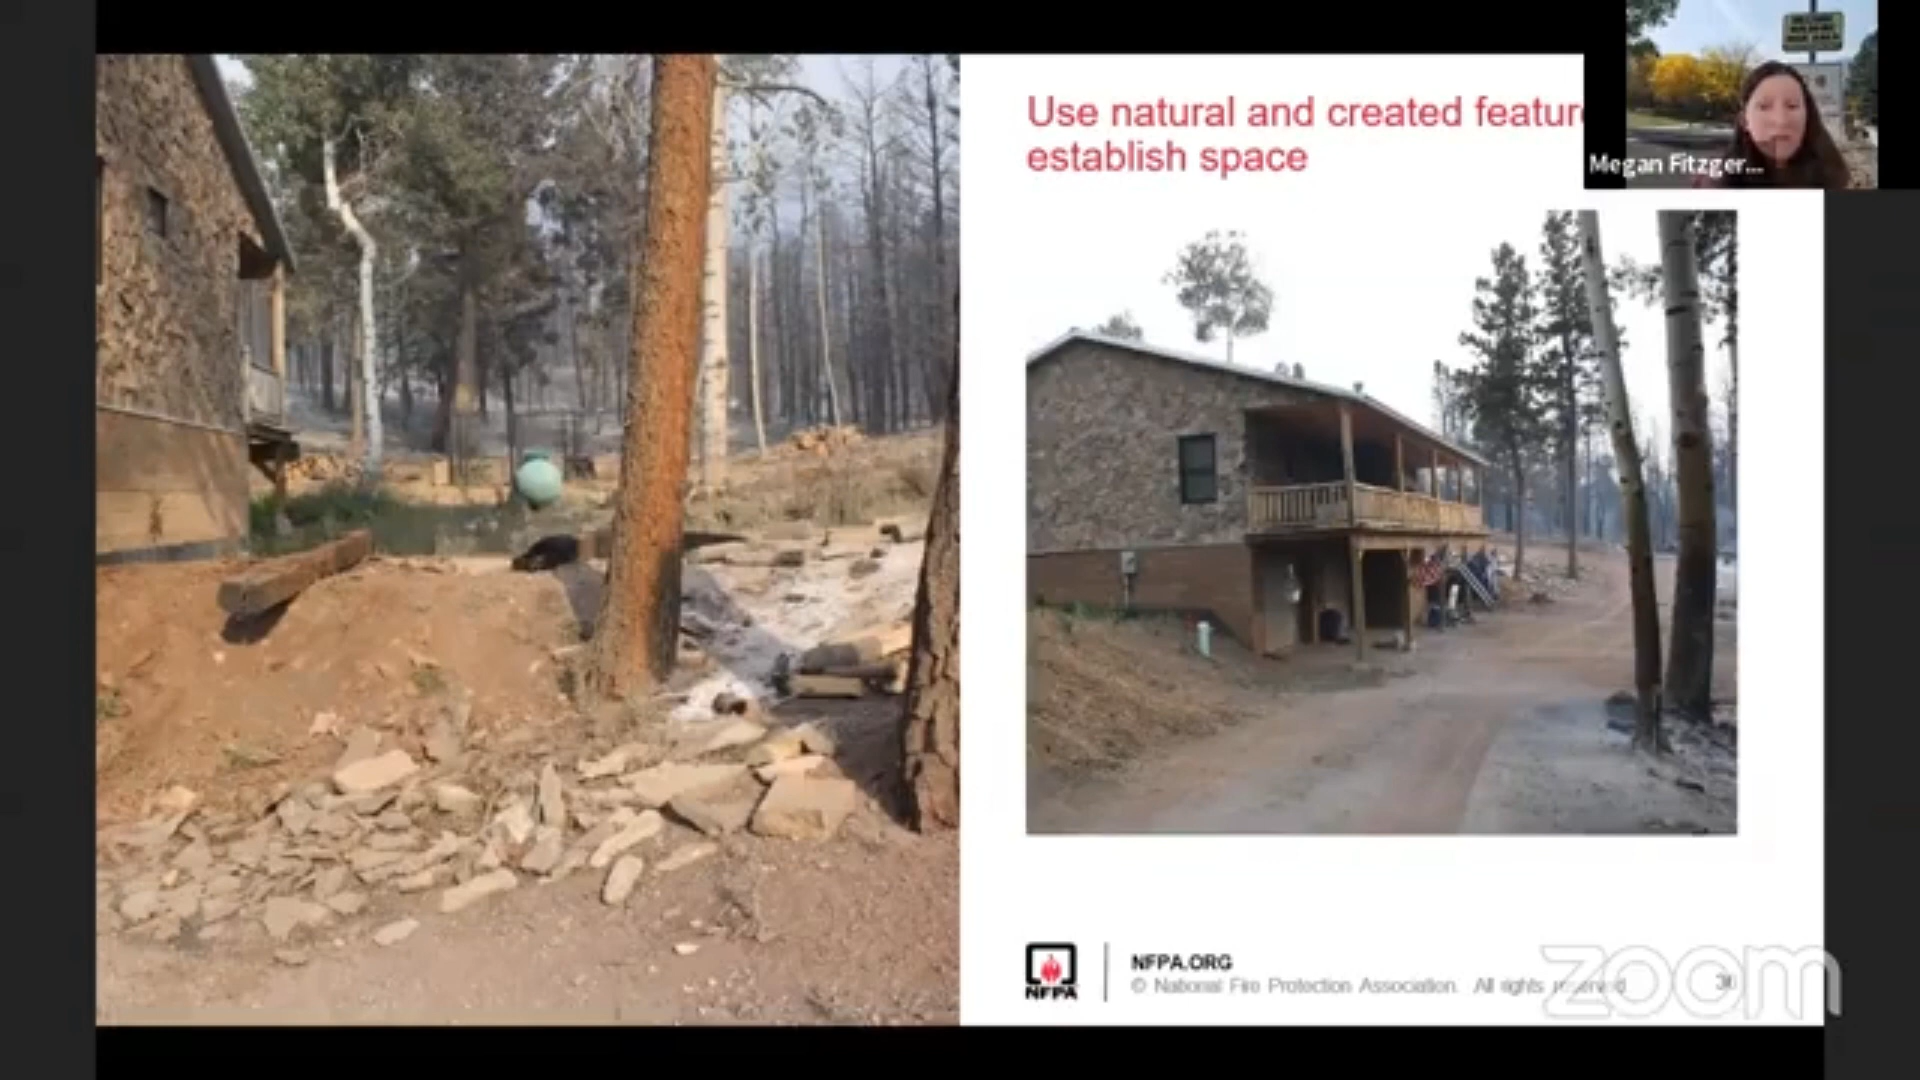 Use natural and created featur
establish space
Megan Fitzger...
NFPA
NFPA.ORG
© National Fire Protection Association. All rights reserved
zoom